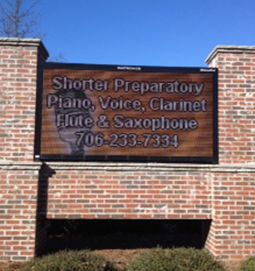 Shorter Preparatory
Piano, Voice, Clarinet
Flute & Saxophone
706-233-7334